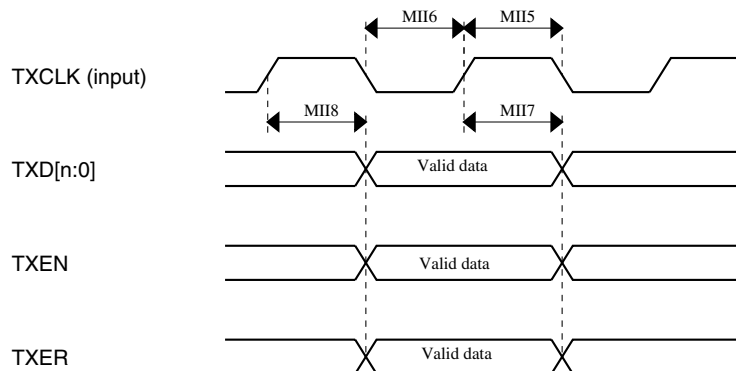 MII6 MII5
TXCLK (input)
MII8 MII7
TXD[n:0] Valid data
TXEN Valid data
TXER Valid data